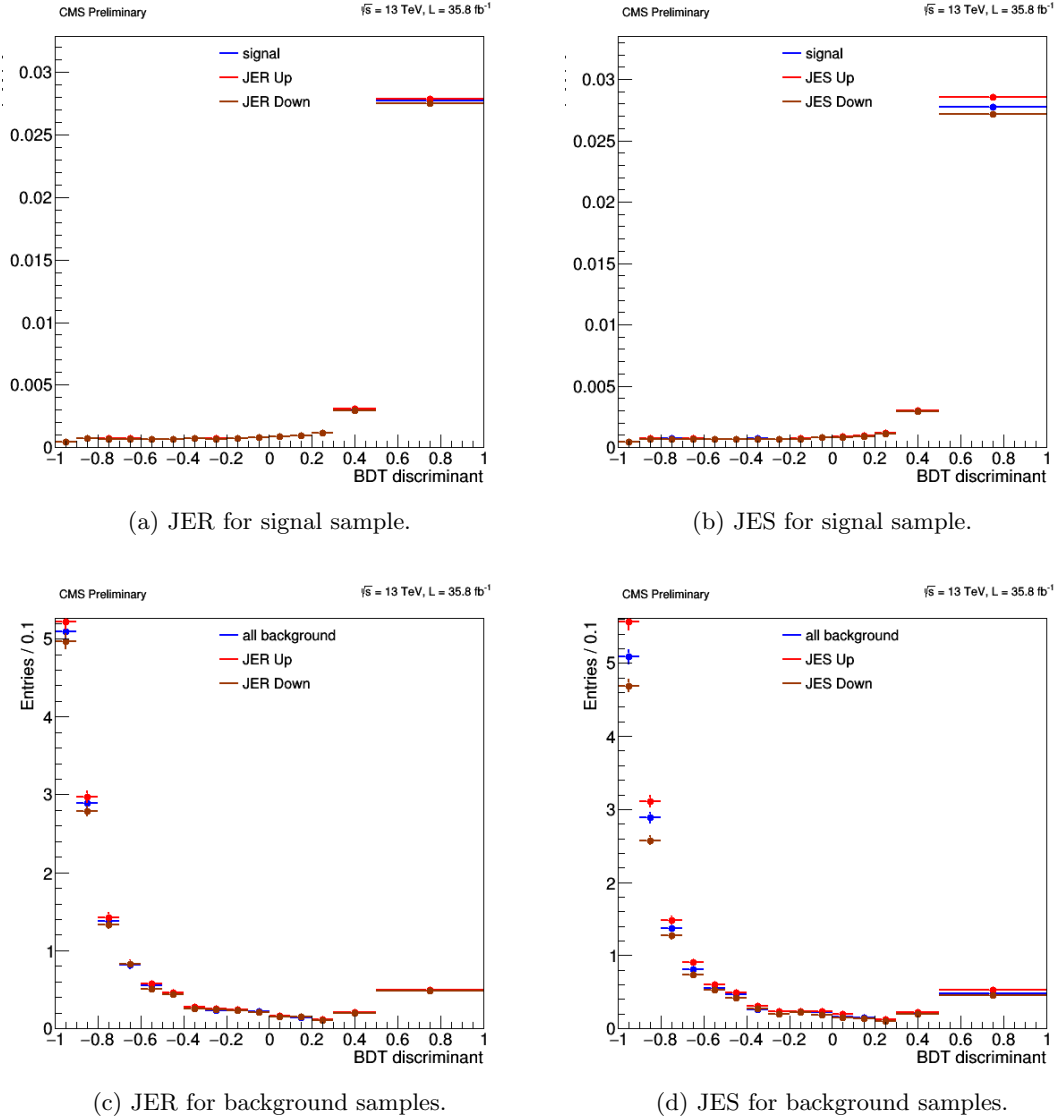 CMS Preliminary √s = 13 TeV, L = 35.8 fb⁻¹
signal
JER Up
JER Down
0.03
0.025
0.02
0.015
0.01
0.005
0
−1 −0.8 −0.6 −0.4 −0.2 0 0.2 0.4 0.6 0.8 1
BDT discriminant
(a) JER for signal sample.
CMS Preliminary √s = 13 TeV, L = 35.8 fb⁻¹
signal
JES Up
JES Down
0.03
0.025
0.02
0.015
0.01
0.005
0
−1 −0.8 −0.6 −0.4 −0.2 0 0.2 0.4 0.6 0.8 1
BDT discriminant
(b) JES for signal sample.
CMS Preliminary √s = 13 TeV, L = 35.8 fb⁻¹
Entries / 0.1
all background
JER Up
JER Down
5
4
3
2
1
0
−1 −0.8 −0.6 −0.4 −0.2 0 0.2 0.4 0.6 0.8 1
BDT discriminant
(c) JER for background samples.
CMS Preliminary √s = 13 TeV, L = 35.8 fb⁻¹
Entries / 0.1
all background
JES Up
JES Down
5
4
3
2
1
0
−1 −0.8 −0.6 −0.4 −0.2 0 0.2 0.4 0.6 0.8 1
BDT discriminant
(d) JES for background samples.